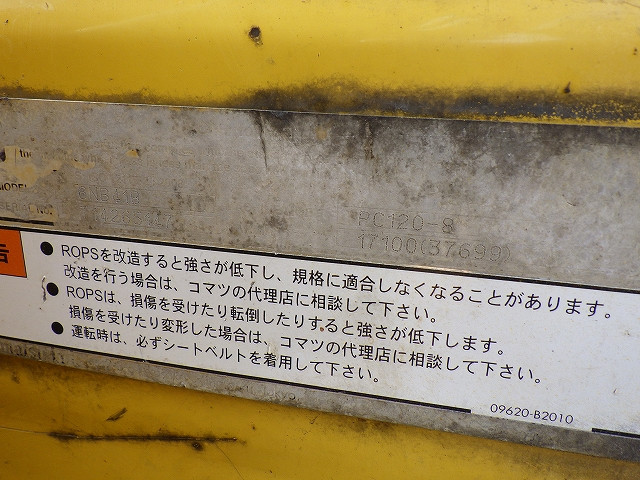 MODEL
PC120-8
17100(37699)
告
● ROPSを改造すると強さが低下し、規格に適合しなくなることがあります。
改造を行う場合は、コマツの代理店に相談して下さい。
● ROPSは、損傷を受けたり転倒したりすると強さが低下します。
損傷を受けたり変形した場合は、コマツの代理店に相談して下さい。
● 運転時は、必ずシートベルトを着用して下さい。
09620-B2010